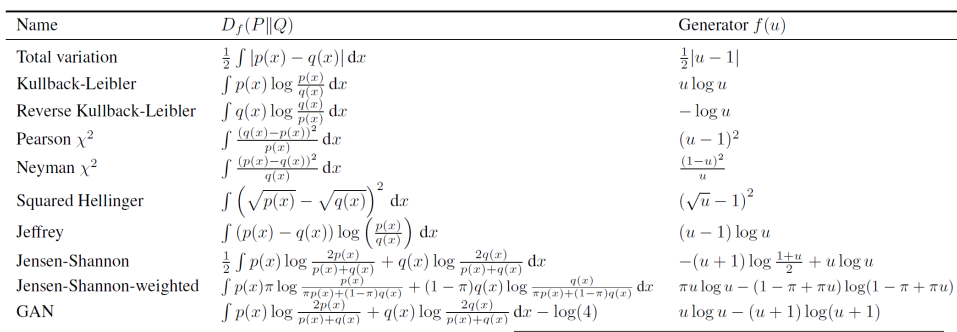 Name D_f(P‖Q) Generator f(u)
Total variation ½ ∫ |p(x) − q(x)| dx ½|u − 1|
Kullback-Leibler ∫ p(x) log p(x)/q(x) dx u log u
Reverse Kullback-Leibler ∫ q(x) log q(x)/p(x) dx − log u
Pearson χ² ∫ (q(x)−p(x))²/p(x) dx (u − 1)²
Neyman χ² ∫ (p(x)−q(x))²/q(x) dx (1−u)²/u
Squared Hellinger ∫ (√p(x) − √q(x))² dx (√u − 1)²
Jeffrey ∫ (p(x) − q(x)) log (p(x)/q(x)) dx (u − 1) log u
Jensen-Shannon ½ ∫ p(x) log 2p(x)/(p(x)+q(x)) + q(x) log 2q(x)/(p(x)+q(x)) dx −(u + 1) log (1+u)/2 + u log u
Jensen-Shannon-weighted ∫ p(x)π log p(x)/(πp(x)+(1−π)q(x)) + (1 − π)q(x) log q(x)/(πp(x)+(1−π)q(x)) dx πu log u − (1 − π + πu) log(1 − π + πu)
GAN ∫ p(x) log 2p(x)/(p(x)+q(x)) + q(x) log 2q(x)/(p(x)+q(x)) dx − log(4) u log u − (u + 1) log(u + 1)